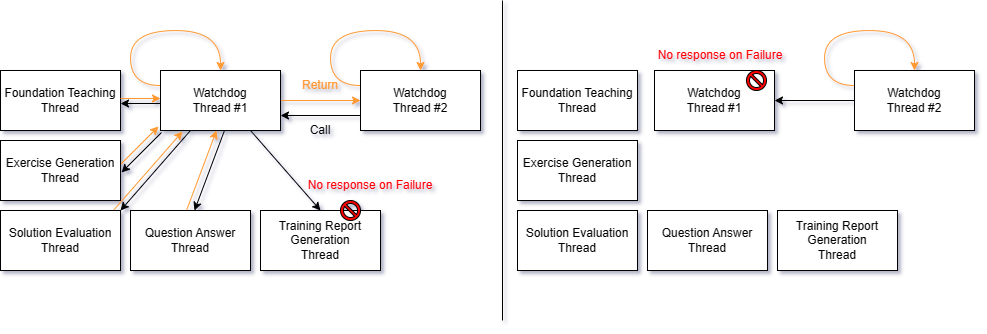 Foundation Teaching
Thread
Watchdog
Thread #1
Return
Call
Watchdog
Thread #2
Exercise Generation
Thread
No response on Failure
Solution Evaluation
Thread
Question Answer
Thread
Training Report
Generation
Thread
No response on Failure
Foundation Teaching
Thread
Watchdog
Thread #1
Watchdog
Thread #2
Exercise Generation
Thread
Solution Evaluation
Thread
Question Answer
Thread
Training Report
Generation
Thread